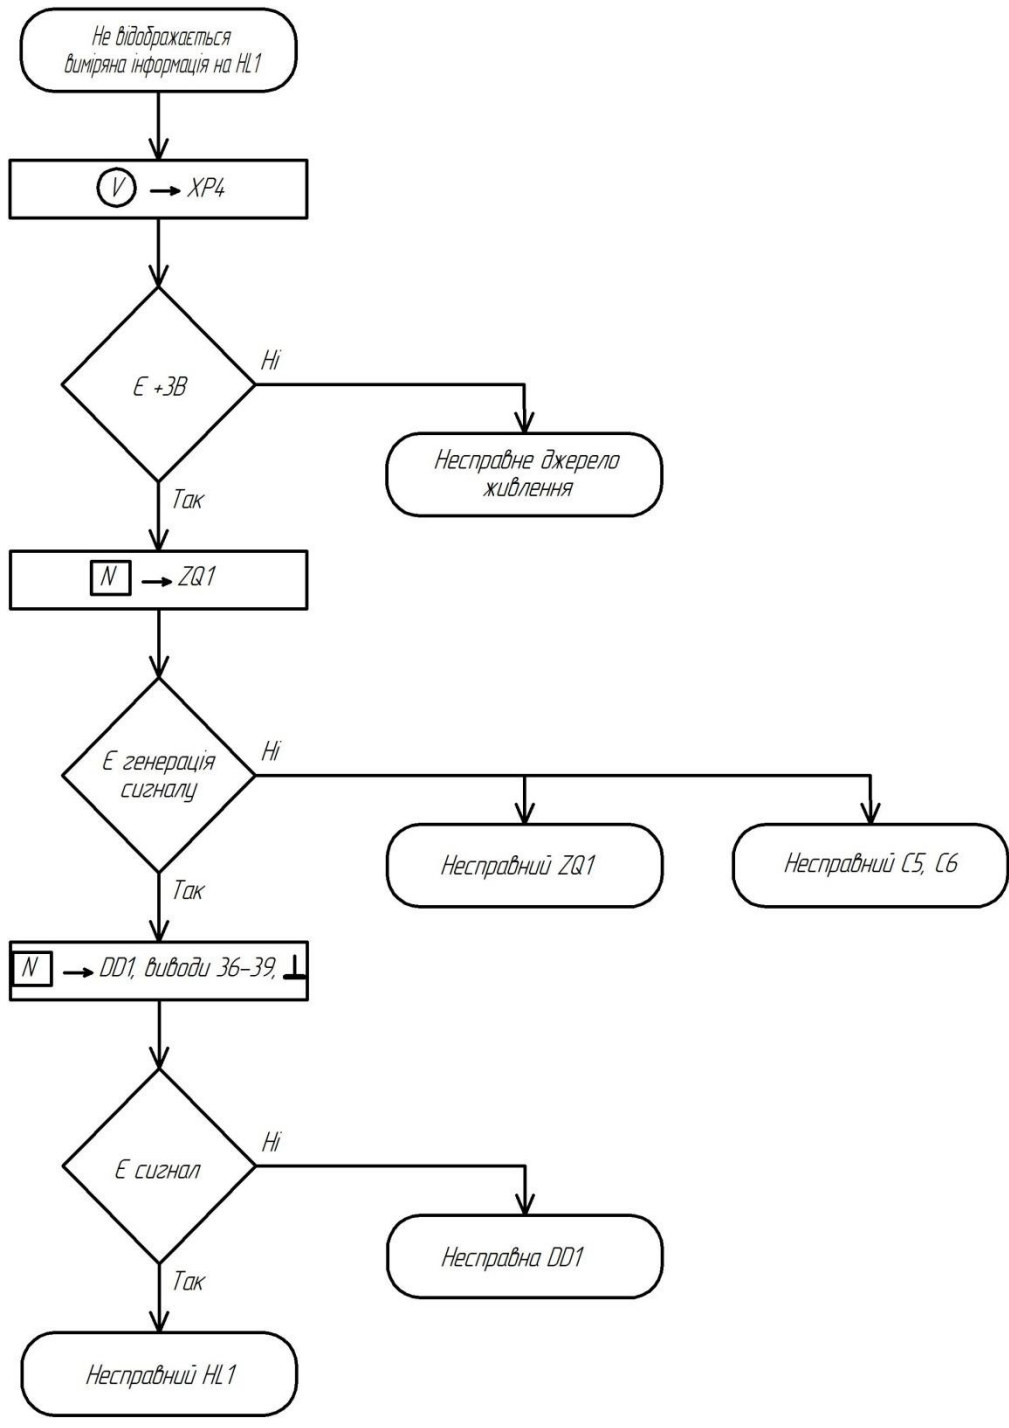 Не відображається
виміряна інформація на HL1
V → XP4
Є +3В
Ні
Несправне джерело
живлення
Так
N → ZQ1
Є генерація
сигналу
Ні
Несправний ZQ1
Несправний C5, C6
Так
N → DD1, виводи 36-39, ⊥
Є сигнал
Ні
Несправна DD1
Так
Несправний HL1